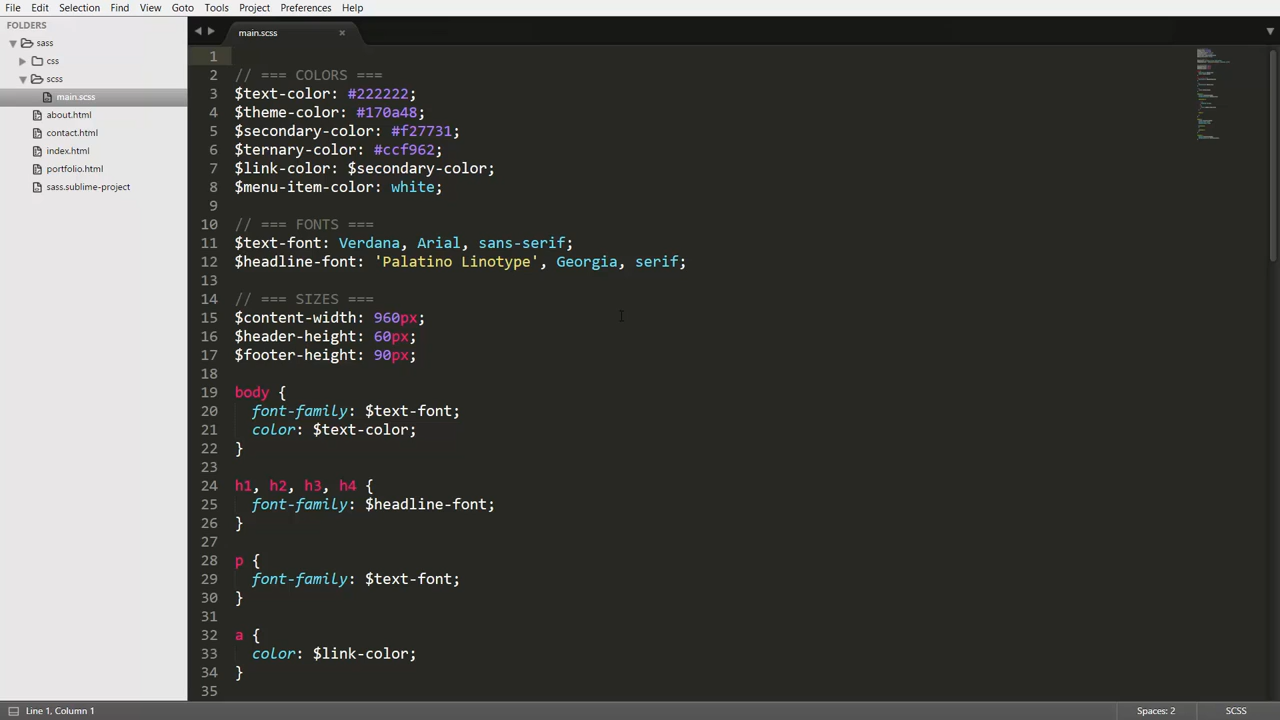 File Edit Selection View Goto Tools Project Preferences Help
FOLDERS
sass
css
scss
main.scss
about.html
contact.html
index.html
portfolio.html
sass.sublime-project
main.scss
1
2 // === COLORS ===
3 $text-color: #222222;
4 $theme-color: #170a48;
5 $secondary-color: #f27731;
6 $ternary-color: #ccf962;
7 $link-color: $secondary-color;
8 $menu-item-color: white;
9
10 // === FONTS ===
11 $text-font: Verdana, Arial, sans-serif;
12 $headline-font: 'Palatino Linotype', Georgia, serif;
13
14 // === SIZES ===
15 $content-width: 960px;
16 $header-height: 60px;
17 $footer-height: 90px;
18
19 body {
20 font-family: $text-font;
21 color: $text-color;
22 }
23
24 h1, h2, h3, h4 {
25 font-family: $headline-font;
26 }
27
28 p {
29 font-family: $text-font;
30 }
31
32 a {
33 color: $link-color;
34 }
35
Line 1, Column 1
Spaces: 2 SCSS